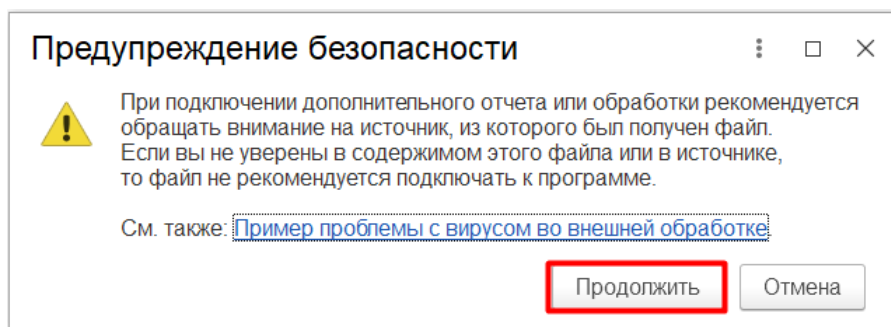 Предупреждение безопасности
При подключении дополнительного отчета или обработки рекомендуется
обращать внимание на источник, из которого был получен файл.
Если вы не уверены в содержимом этого файла или в источнике,
то файл не рекомендуется подключать к программе.
См. также: Пример проблемы с вирусом во внешней обработке.
Продолжить Отмена